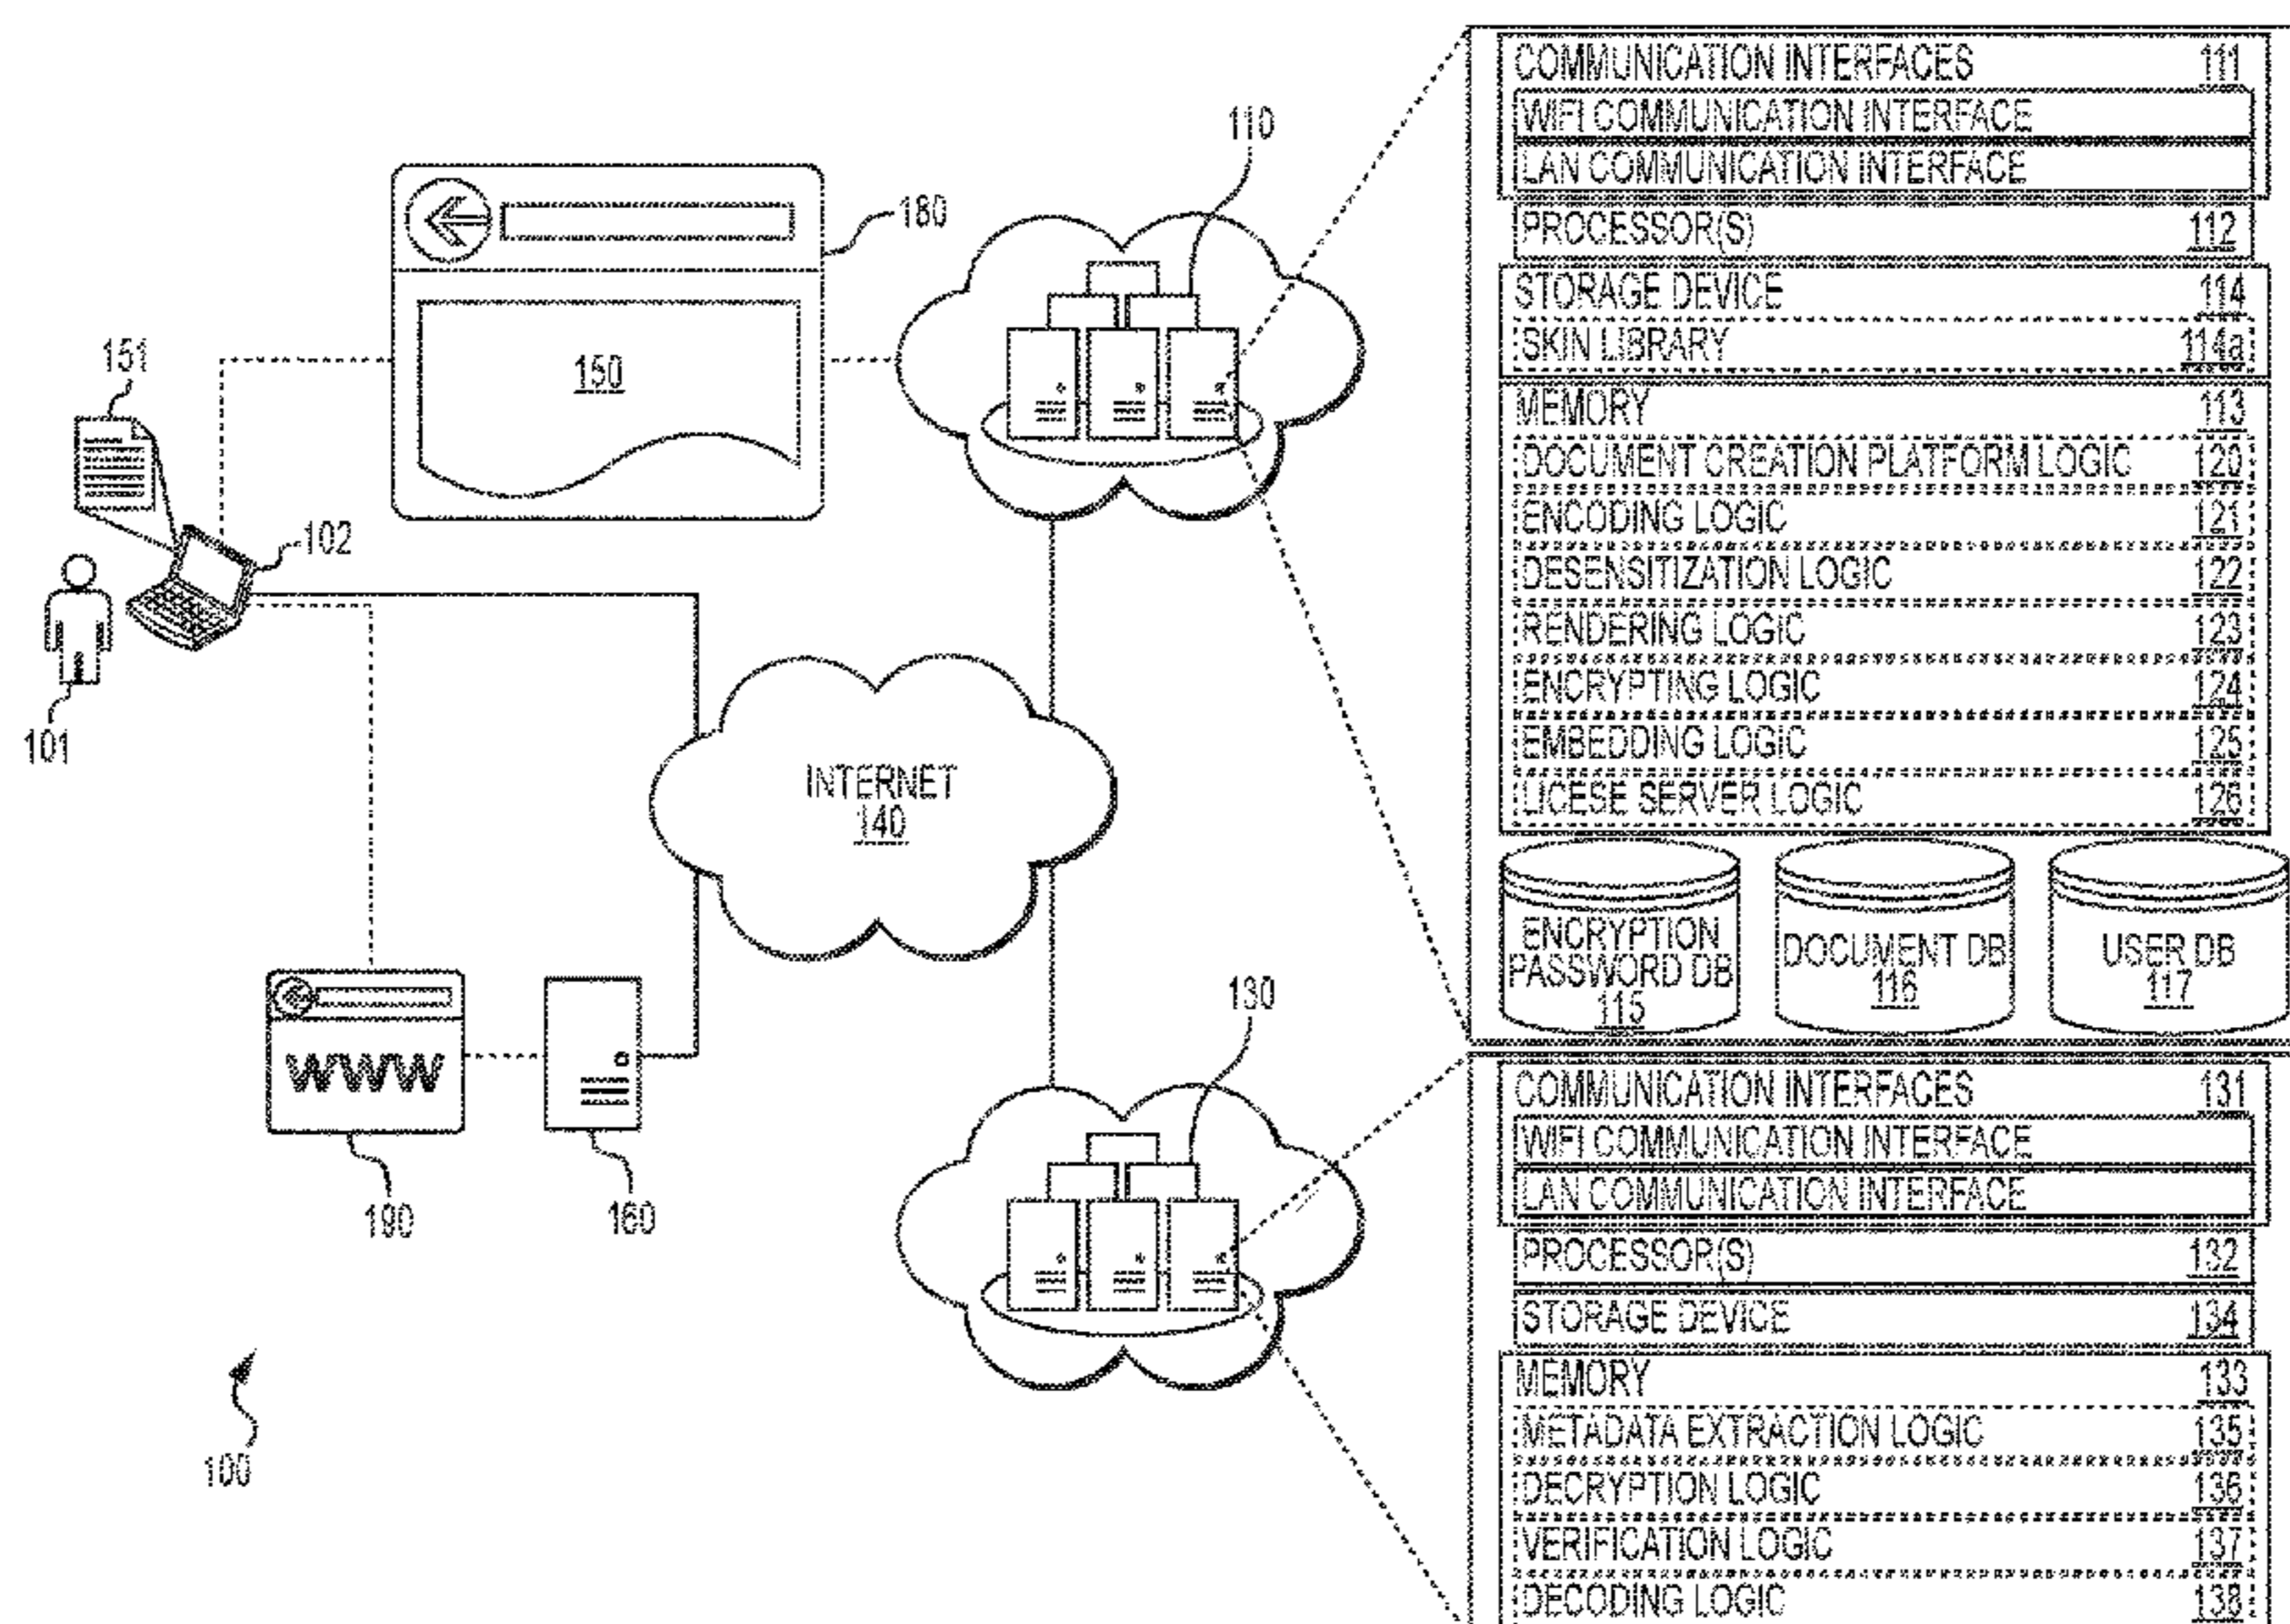 110
180
150
151
102
101
INTERNET
140
WWW
190
160
130
100
COMMUNICATION INTERFACES 111
WIFI COMMUNICATION INTERFACE
LAN COMMUNICATION INTERFACE
PROCESSOR(S) 112
STORAGE DEVICE 114
SKIN LIBRARY 114a
MEMORY 113
DOCUMENT CREATION PLATFORM LOGIC 120
ENCODING LOGIC 121
DESENSITIZATION LOGIC 122
RENDERING LOGIC 123
ENCRYPTING LOGIC 124
EMBEDDING LOGIC 125
LICESE SERVER LOGIC 126
ENCRYPTION
PASSWORD DB
115
DOCUMENT DB
116
USER DB
117
COMMUNICATION INTERFACES 131
WIFI COMMUNICATION INTERFACE
LAN COMMUNICATION INTERFACE
PROCESSOR(S) 132
STORAGE DEVICE 134
MEMORY 133
METADATA EXTRACTION LOGIC 135
DECRYPTION LOGIC 136
VERIFICATION LOGIC 137
DECODING LOGIC 138